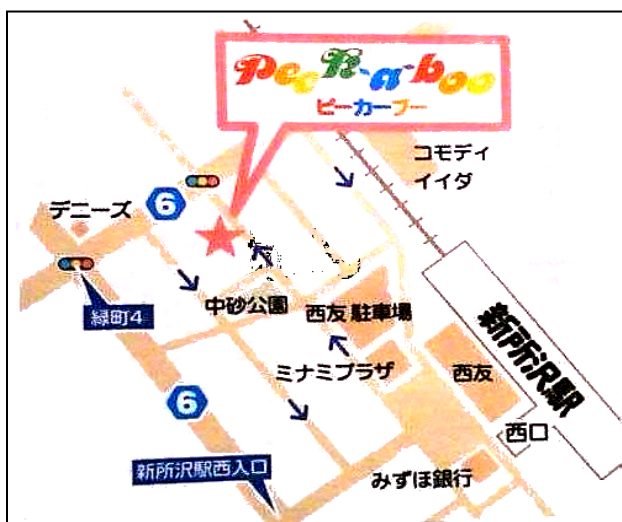 Peek-a-boo
ピーカーブー
コモディ
イイダ
デニーズ
6
緑町4
中砂公園
西友 駐車場
新所沢駅
ミナミプラザ
西友
6
西口
新所沢駅西入口
みずほ銀行